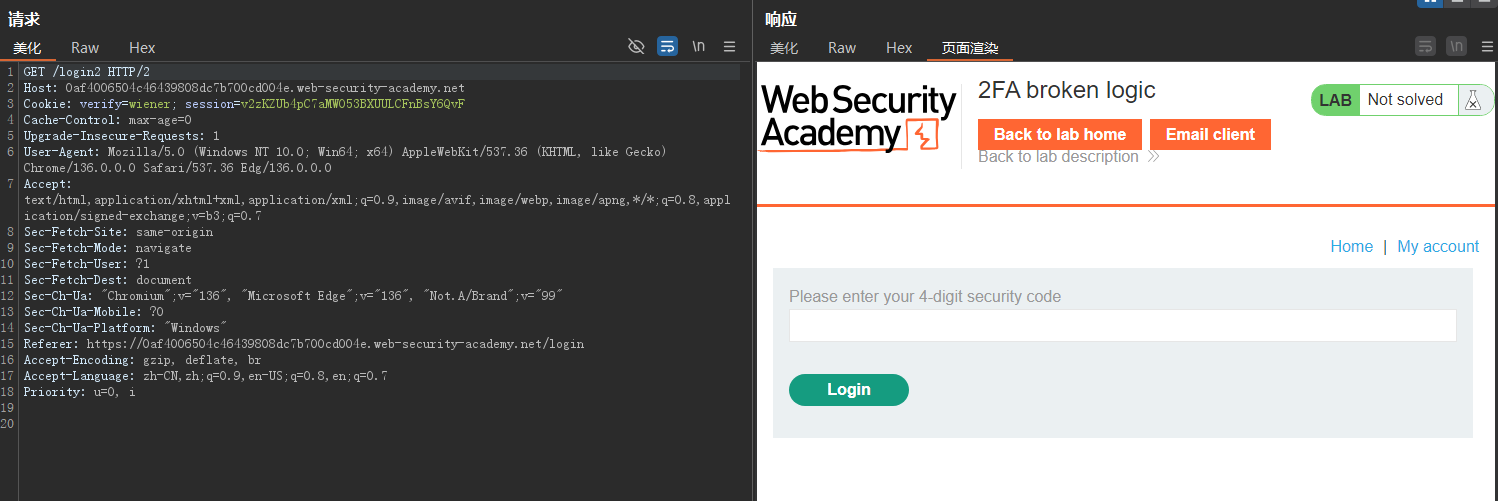 请求
美化 Raw Hex
\n
1 GET /login2 HTTP/2
2 Host: 0af4006504c46439808dc7b700cd004e.web-security-academy.net
3 Cookie: verify=wiener; session=v2zKZUb4pC7aMWO53BXUULCFnBsY6QvF
4 Cache-Control: max-age=0
5 Upgrade-Insecure-Requests: 1
6 User-Agent: Mozilla/5.0 (Windows NT 10.0; Win64; x64) AppleWebKit/537.36 (KHTML, like Gecko)
Chrome/136.0.0.0 Safari/537.36 Edg/136.0.0.0
7 Accept:
text/html,application/xhtml+xml,application/xml;q=0.9,image/avif,image/webp,image/apng,*/*;q=0.8,appl
ication/signed-exchange;v=b3;q=0.7
8 Sec-Fetch-Site: same-origin
9 Sec-Fetch-Mode: navigate
10 Sec-Fetch-User: ?1
11 Sec-Fetch-Dest: document
12 Sec-Ch-Ua: "Chromium";v="136", "Microsoft Edge";v="136", "Not.A/Brand";v="99"
13 Sec-Ch-Ua-Mobile: ?0
14 Sec-Ch-Ua-Platform: "Windows"
15 Referer: https://0af4006504c46439808dc7b700cd004e.web-security-academy.net/login
16 Accept-Encoding: gzip, deflate, br
17 Accept-Language: zh-CN,zh;q=0.9,en-US;q=0.8,en;q=0.7
18 Priority: u=0, i
19
20
响应
美化 Raw Hex 页面渲染
\n
WebSecurity
Academy
2FA broken logic
Back to lab home Email client
Back to lab description
LAB Not solved
Home | My account
Please enter your 4-digit security code
Login